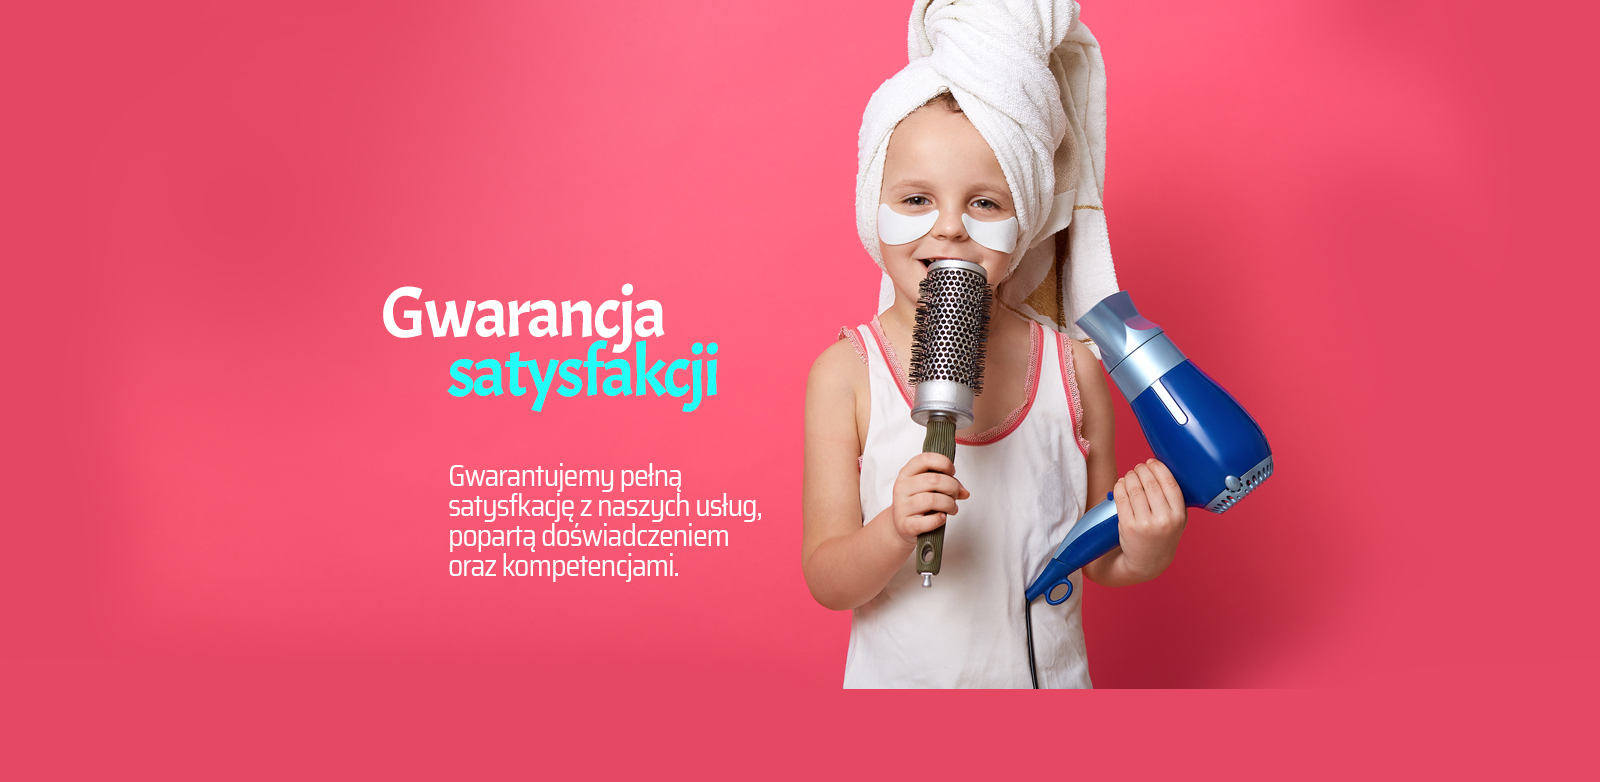 Gwarancja
satysfakcji
Gwarantujemy pełną
satysfkację z naszych usług,
popartą doświadczeniem
oraz kompetencjami.